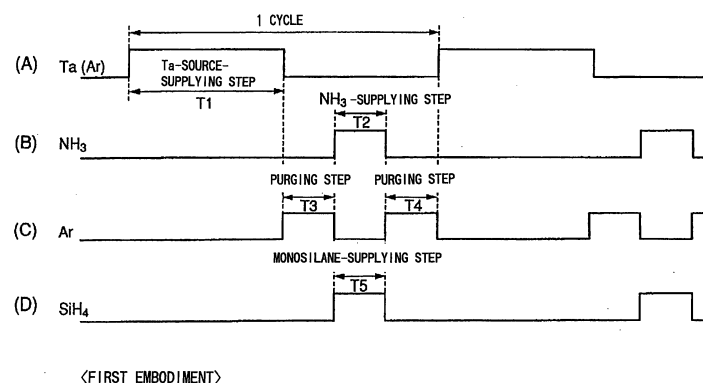 1 CYCLE
(A) Ta (Ar)
Ta-SOURCE-
SUPPLYING STEP
T1
NH₃-SUPPLYING STEP
T2
(B) NH₃
PURGING STEP PURGING STEP
T3 T4
(C) Ar
MONOSILANE-SUPPLYING STEP
T5
(D) SiH₄
〈FIRST EMBODIMENT〉